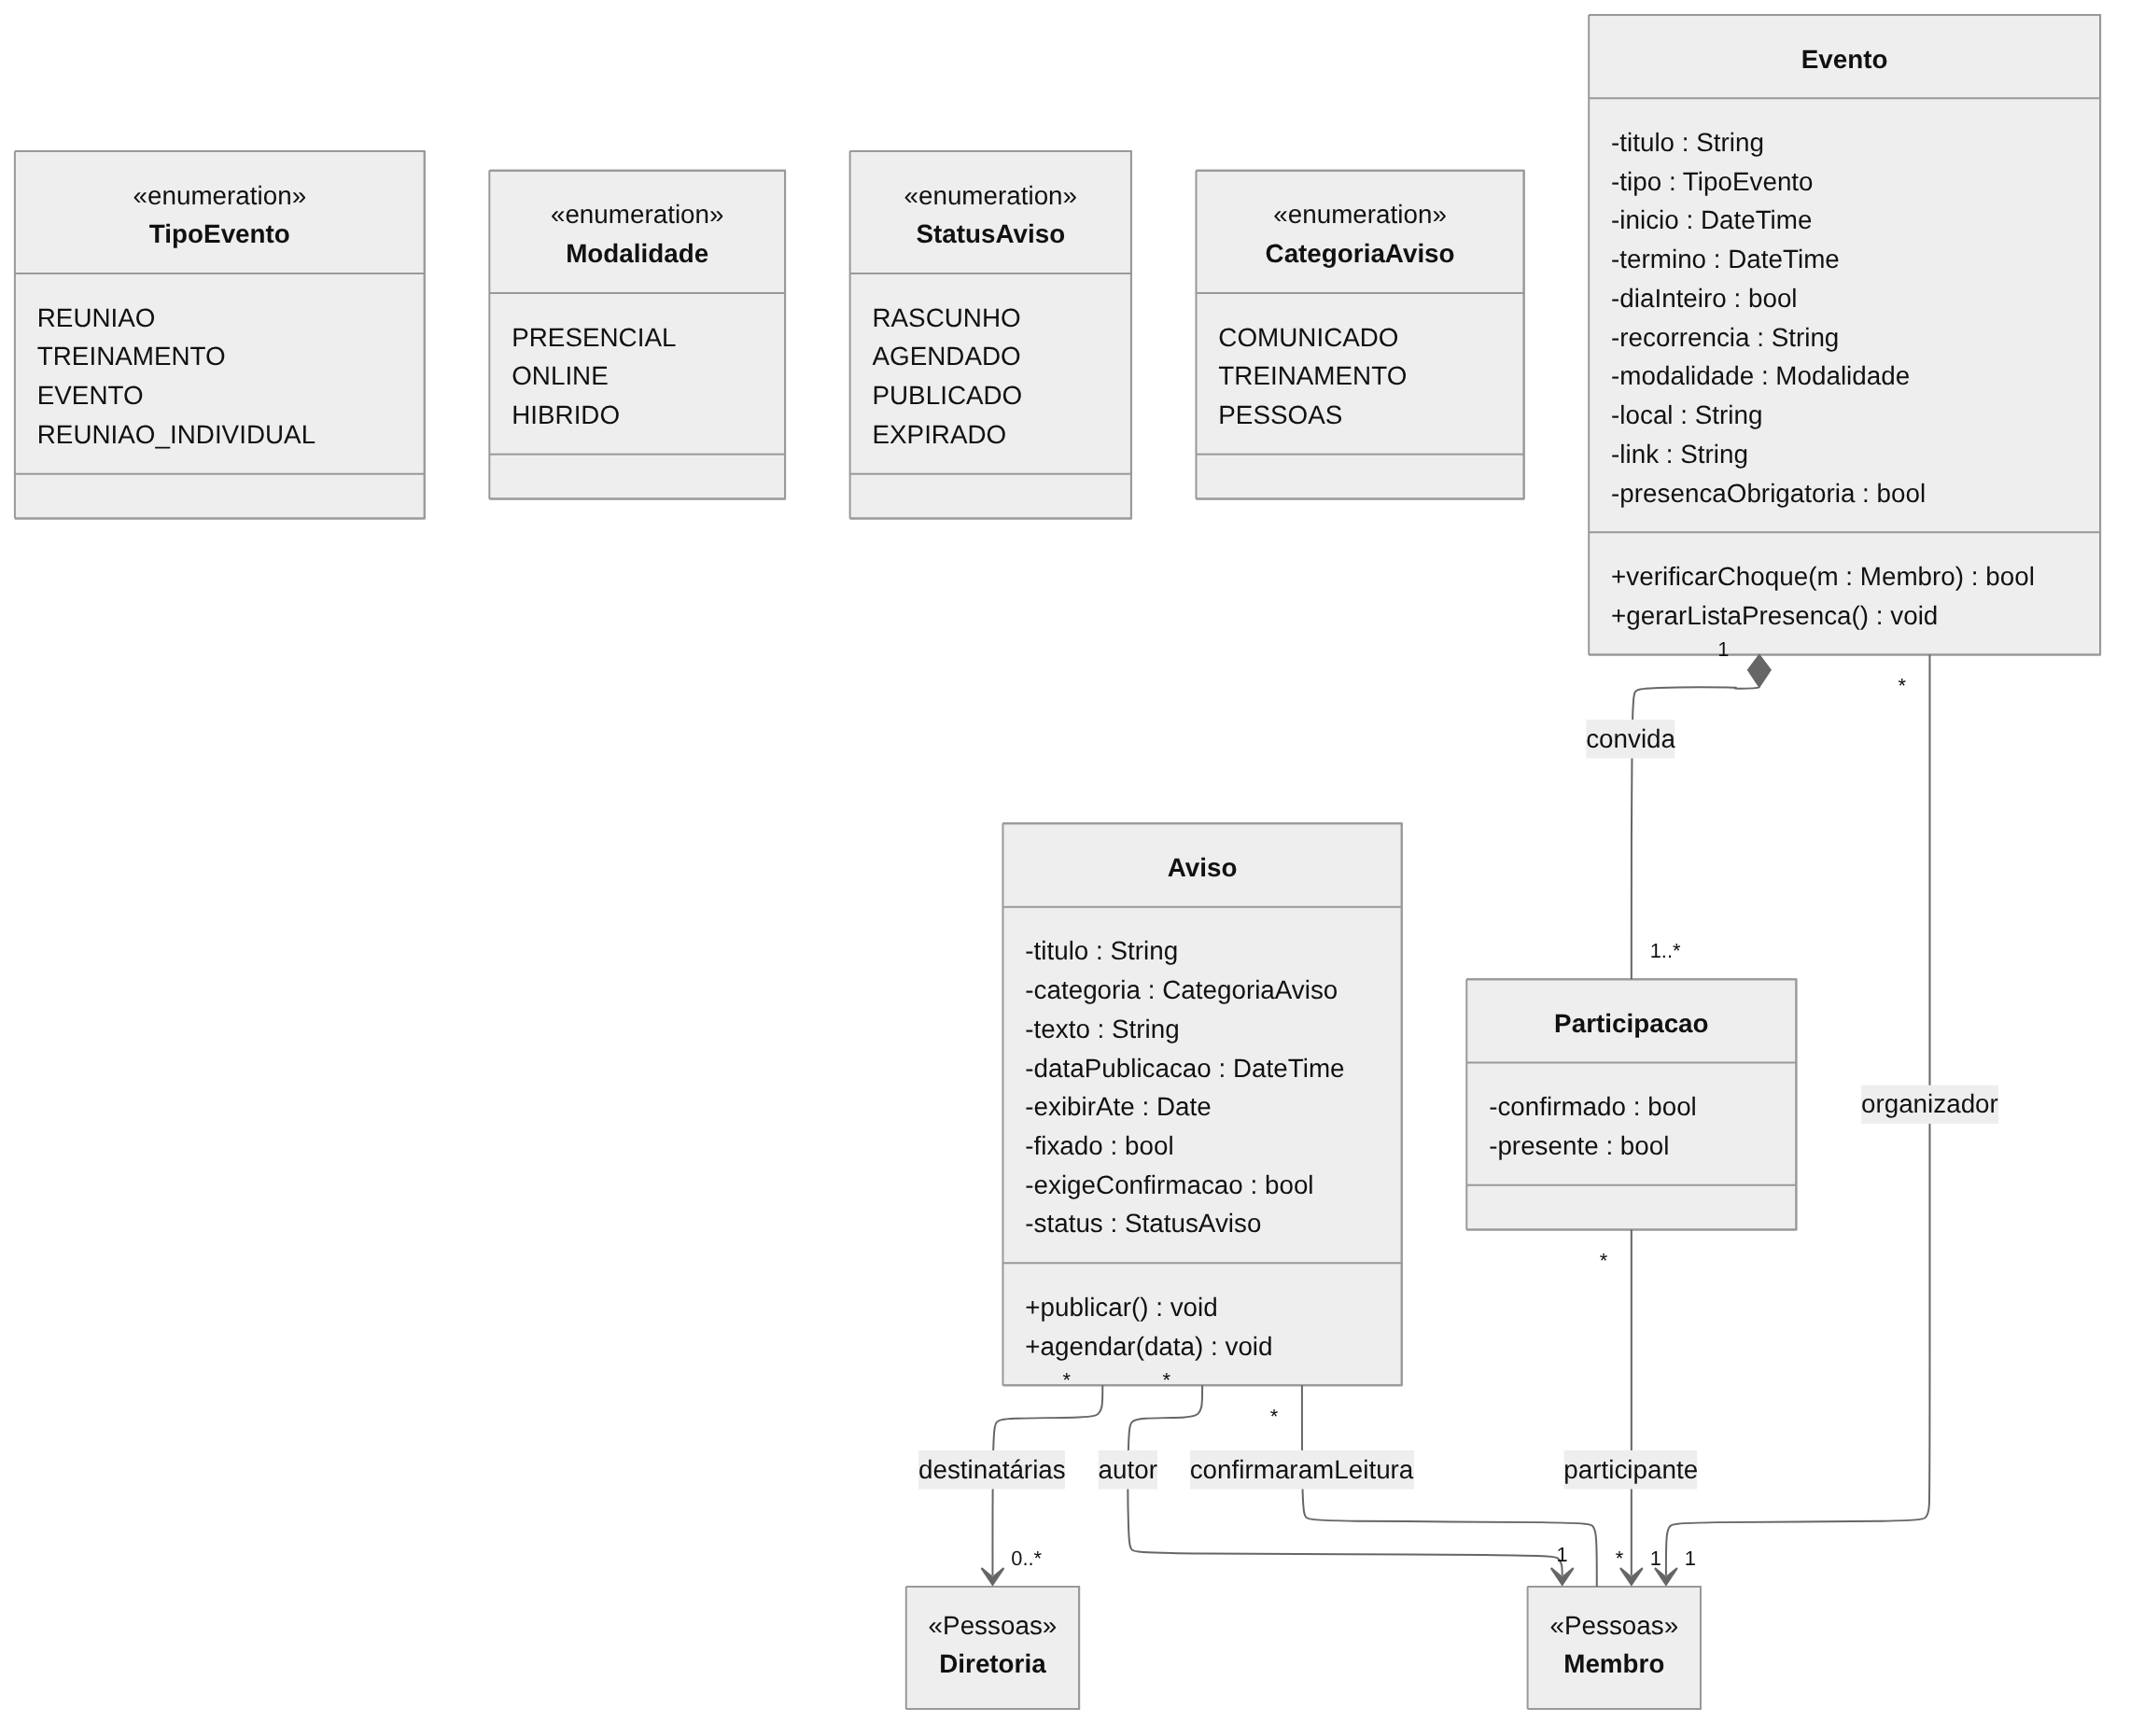 «enumeration»
TipoEvento
REUNIAO
TREINAMENTO
EVENTO
REUNIAO_INDIVIDUAL
«enumeration»
Modalidade
PRESENCIAL
ONLINE
HIBRIDO
«enumeration»
StatusAviso
RASCUNHO
AGENDADO
PUBLICADO
EXPIRADO
«enumeration»
CategoriaAviso
COMUNICADO
TREINAMENTO
PESSOAS
Evento
-titulo : String
-tipo : TipoEvento
-inicio : DateTime
-termino : DateTime
-diaInteiro : bool
-recorrencia : String
-modalidade : Modalidade
-local : String
-link : String
-presencaObrigatoria : bool
+verificarChoque(m : Membro) : bool
+gerarListaPresenca() : void
1
*
convida
1..*
organizador
Aviso
-titulo : String
-categoria : CategoriaAviso
-texto : String
-dataPublicacao : DateTime
-exibirAte : Date
-fixado : bool
-exigeConfirmacao : bool
-status : StatusAviso
+publicar() : void
+agendar(data) : void
Participacao
-confirmado : bool
-presente : bool
*
*
*
*
destinatárias
autor
confirmaramLeitura
participante
0..*
1
*
1
1
«Pessoas»
Diretoria
«Pessoas»
Membro